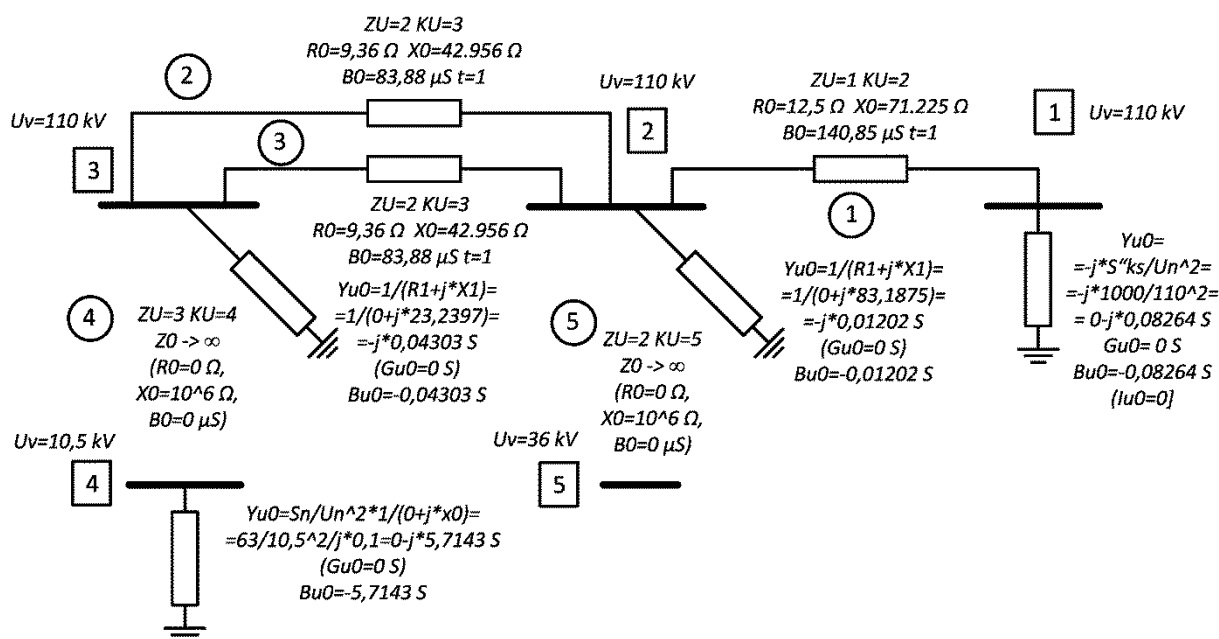 ZU=2 KU=3
R0=9,36 Ω X0=42.956 Ω
B0=83,88 µS t=1
2
Uv=110 kV
3
3
ZU=2 KU=3
R0=9,36 Ω X0=42.956 Ω
B0=83,88 µS t=1
Uv=110 kV
2
ZU=1 KU=2
R0=12,5 Ω X0=71.225 Ω
B0=140,85 µS t=1
1
1
Uv=110 kV
Yu0=
=-j*S“ks/Un^2=
=-j*1000/110^2=
= 0-j*0,08264 S
Gu0= 0 S
Bu0=-0,08264 S
(Iu0=0]
4
ZU=3 KU=4
Z0 -> ∞
(R0=0 Ω,
X0=10^6 Ω,
B0=0 µS)
Yu0=1/(R1+j*X1)=
=1/(0+j*23,2397)=
=-j*0,04303 S
(Gu0=0 S)
Bu0=-0,04303 S
5
ZU=2 KU=5
Z0 -> ∞
(R0=0 Ω,
X0=10^6 Ω,
B0=0 µS)
Yu0=1/(R1+j*X1)=
=1/(0+j*83,1875)=
=-j*0,01202 S
(Gu0=0 S)
Bu0=-0,01202 S
Uv=10,5 kV
4
Yu0=Sn/Un^2*1/(0+j*x0)=
=63/10,5^2/j*0,1=0-j*5,7143 S
(Gu0=0 S)
Bu0=-5,7143 S
Uv=36 kV
5